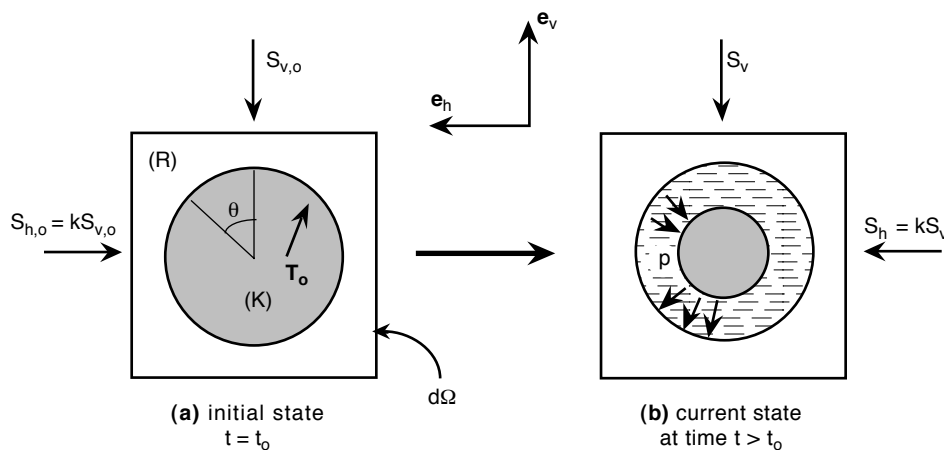 S_{v,o}
e_v
S_v
e_h
(R)
θ
S_{h,o} = kS_{v,o}
T_o
(K)
p
S_h = kS_v
dΩ
(a) initial state
t = t_o
(b) current state
at time t > t_o